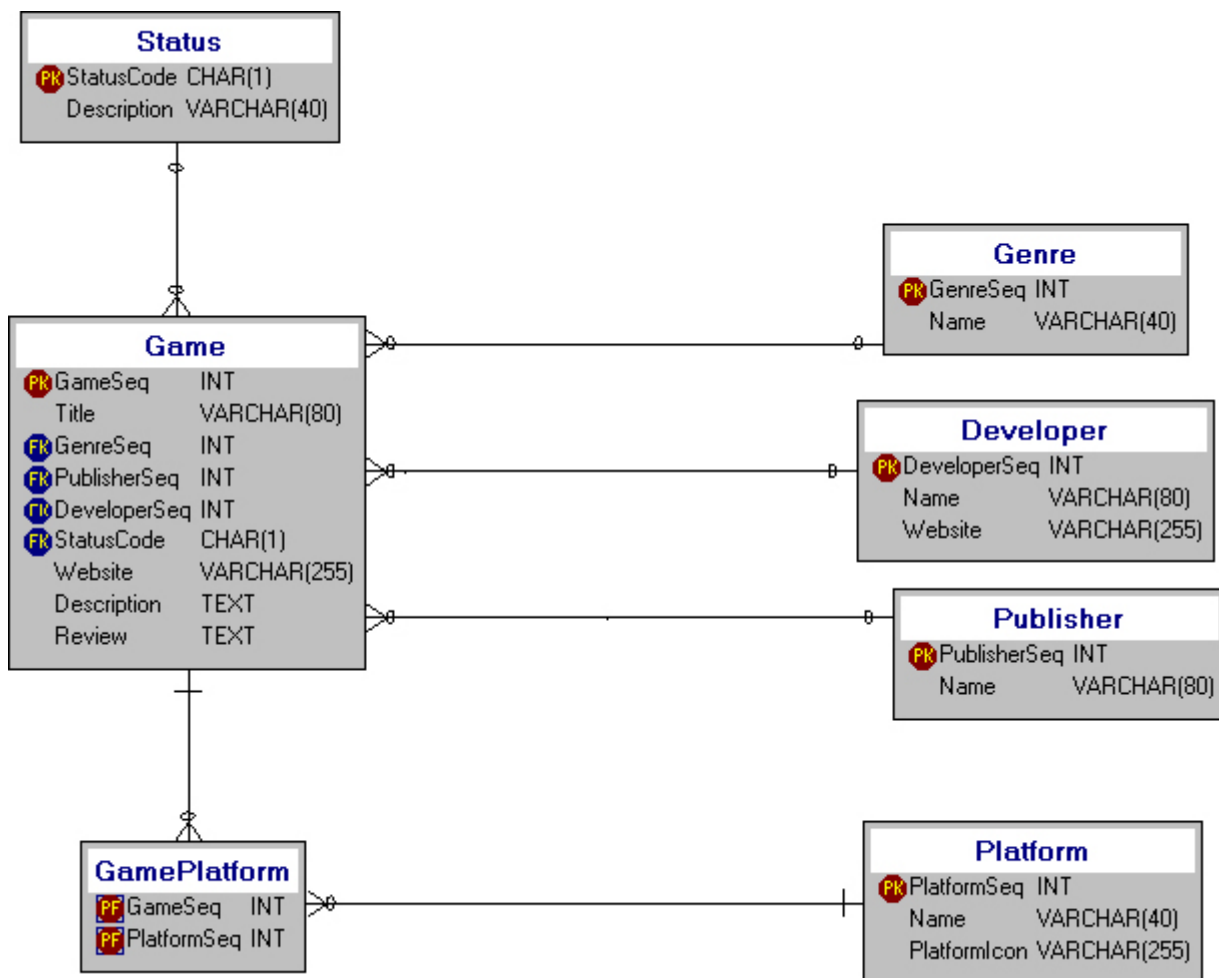 Status
PK StatusCode CHAR(1)
Description VARCHAR(40)
Genre
PK GenreSeq INT
Name VARCHAR(40)
Game
PK GameSeq INT
Title VARCHAR(80)
FK GenreSeq INT
FK PublisherSeq INT
FK DeveloperSeq INT
FK StatusCode CHAR(1)
Website VARCHAR(255)
Description TEXT
Review TEXT
Developer
PK DeveloperSeq INT
Name VARCHAR(80)
Website VARCHAR(255)
Publisher
PK PublisherSeq INT
Name VARCHAR(80)
GamePlatform
PF GameSeq INT
PF PlatformSeq INT
Platform
PK PlatformSeq INT
Name VARCHAR(40)
PlatformIcon VARCHAR(255)